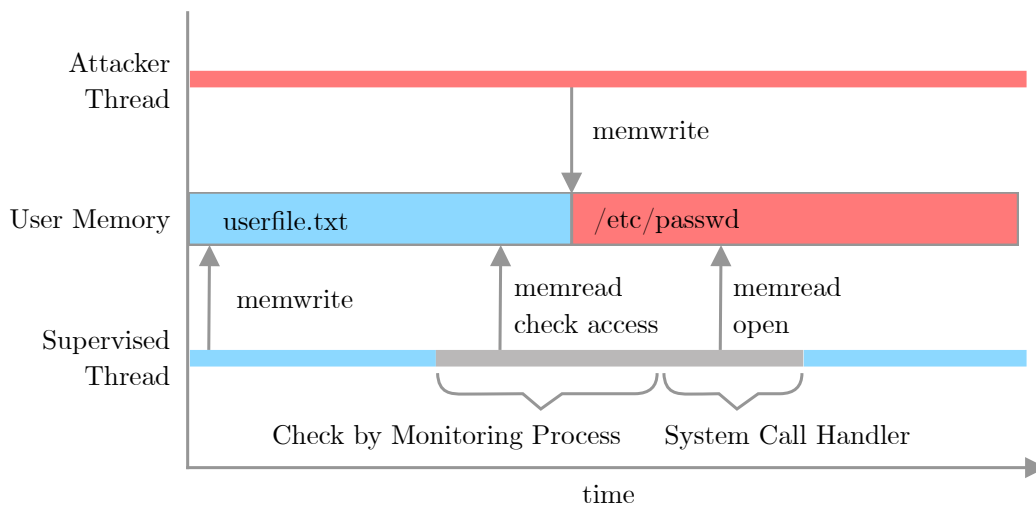 Attacker
Thread
memwrite
User Memory
userfile.txt
/etc/passwd
memwrite
memread
check access
memread
open
Supervised
Thread
Check by Monitoring Process
System Call Handler
time